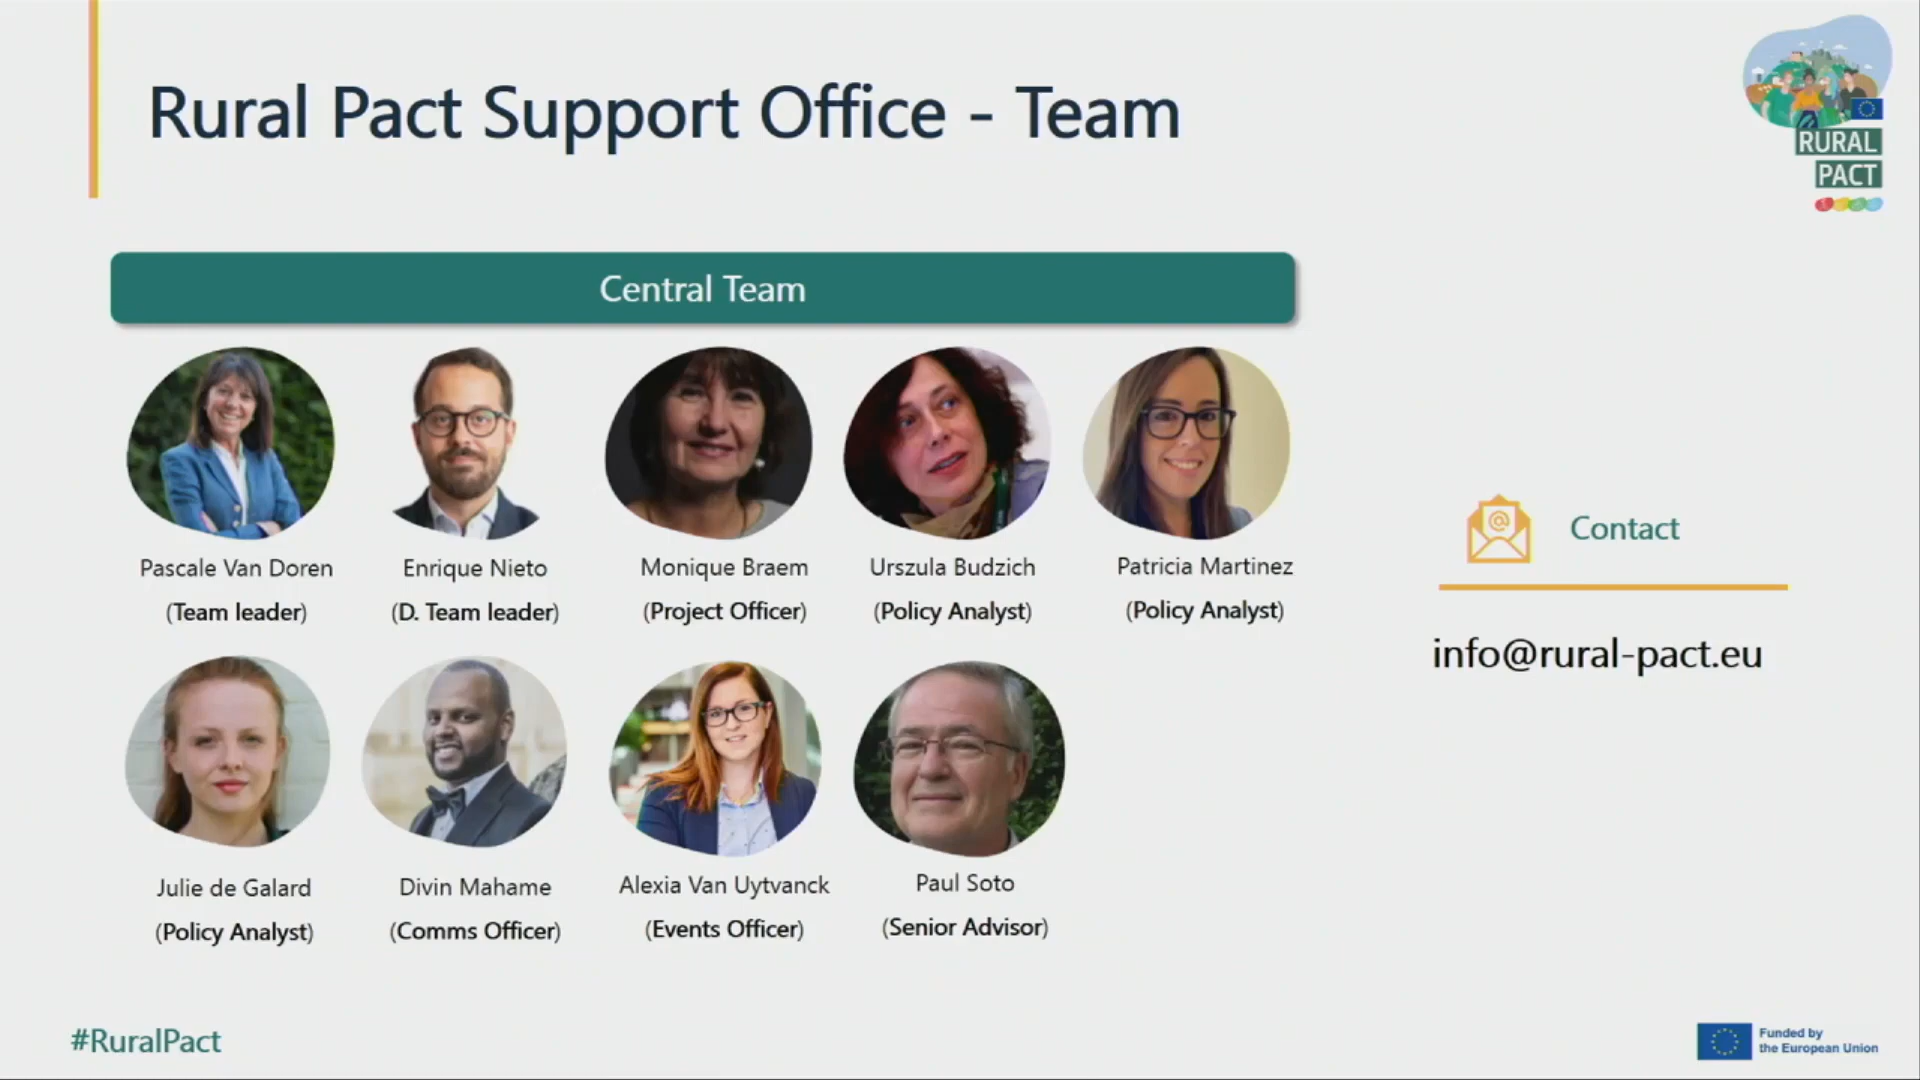 Rural Pact Support Office - Team
RURAL
PACT
Central Team
Pascale Van Doren
(Team leader)
Enrique Nieto
(D. Team leader)
Monique Braem
(Project Officer)
Urszula Budzich
(Policy Analyst)
Patricia Martinez
(Policy Analyst)
Julie de Galard
(Policy Analyst)
Divin Mahame
(Comms Officer)
Alexia Van Uytvanck
(Events Officer)
Paul Soto
(Senior Advisor)
@
Contact
info@rural-pact.eu
#RuralPact
Funded by
the European Union